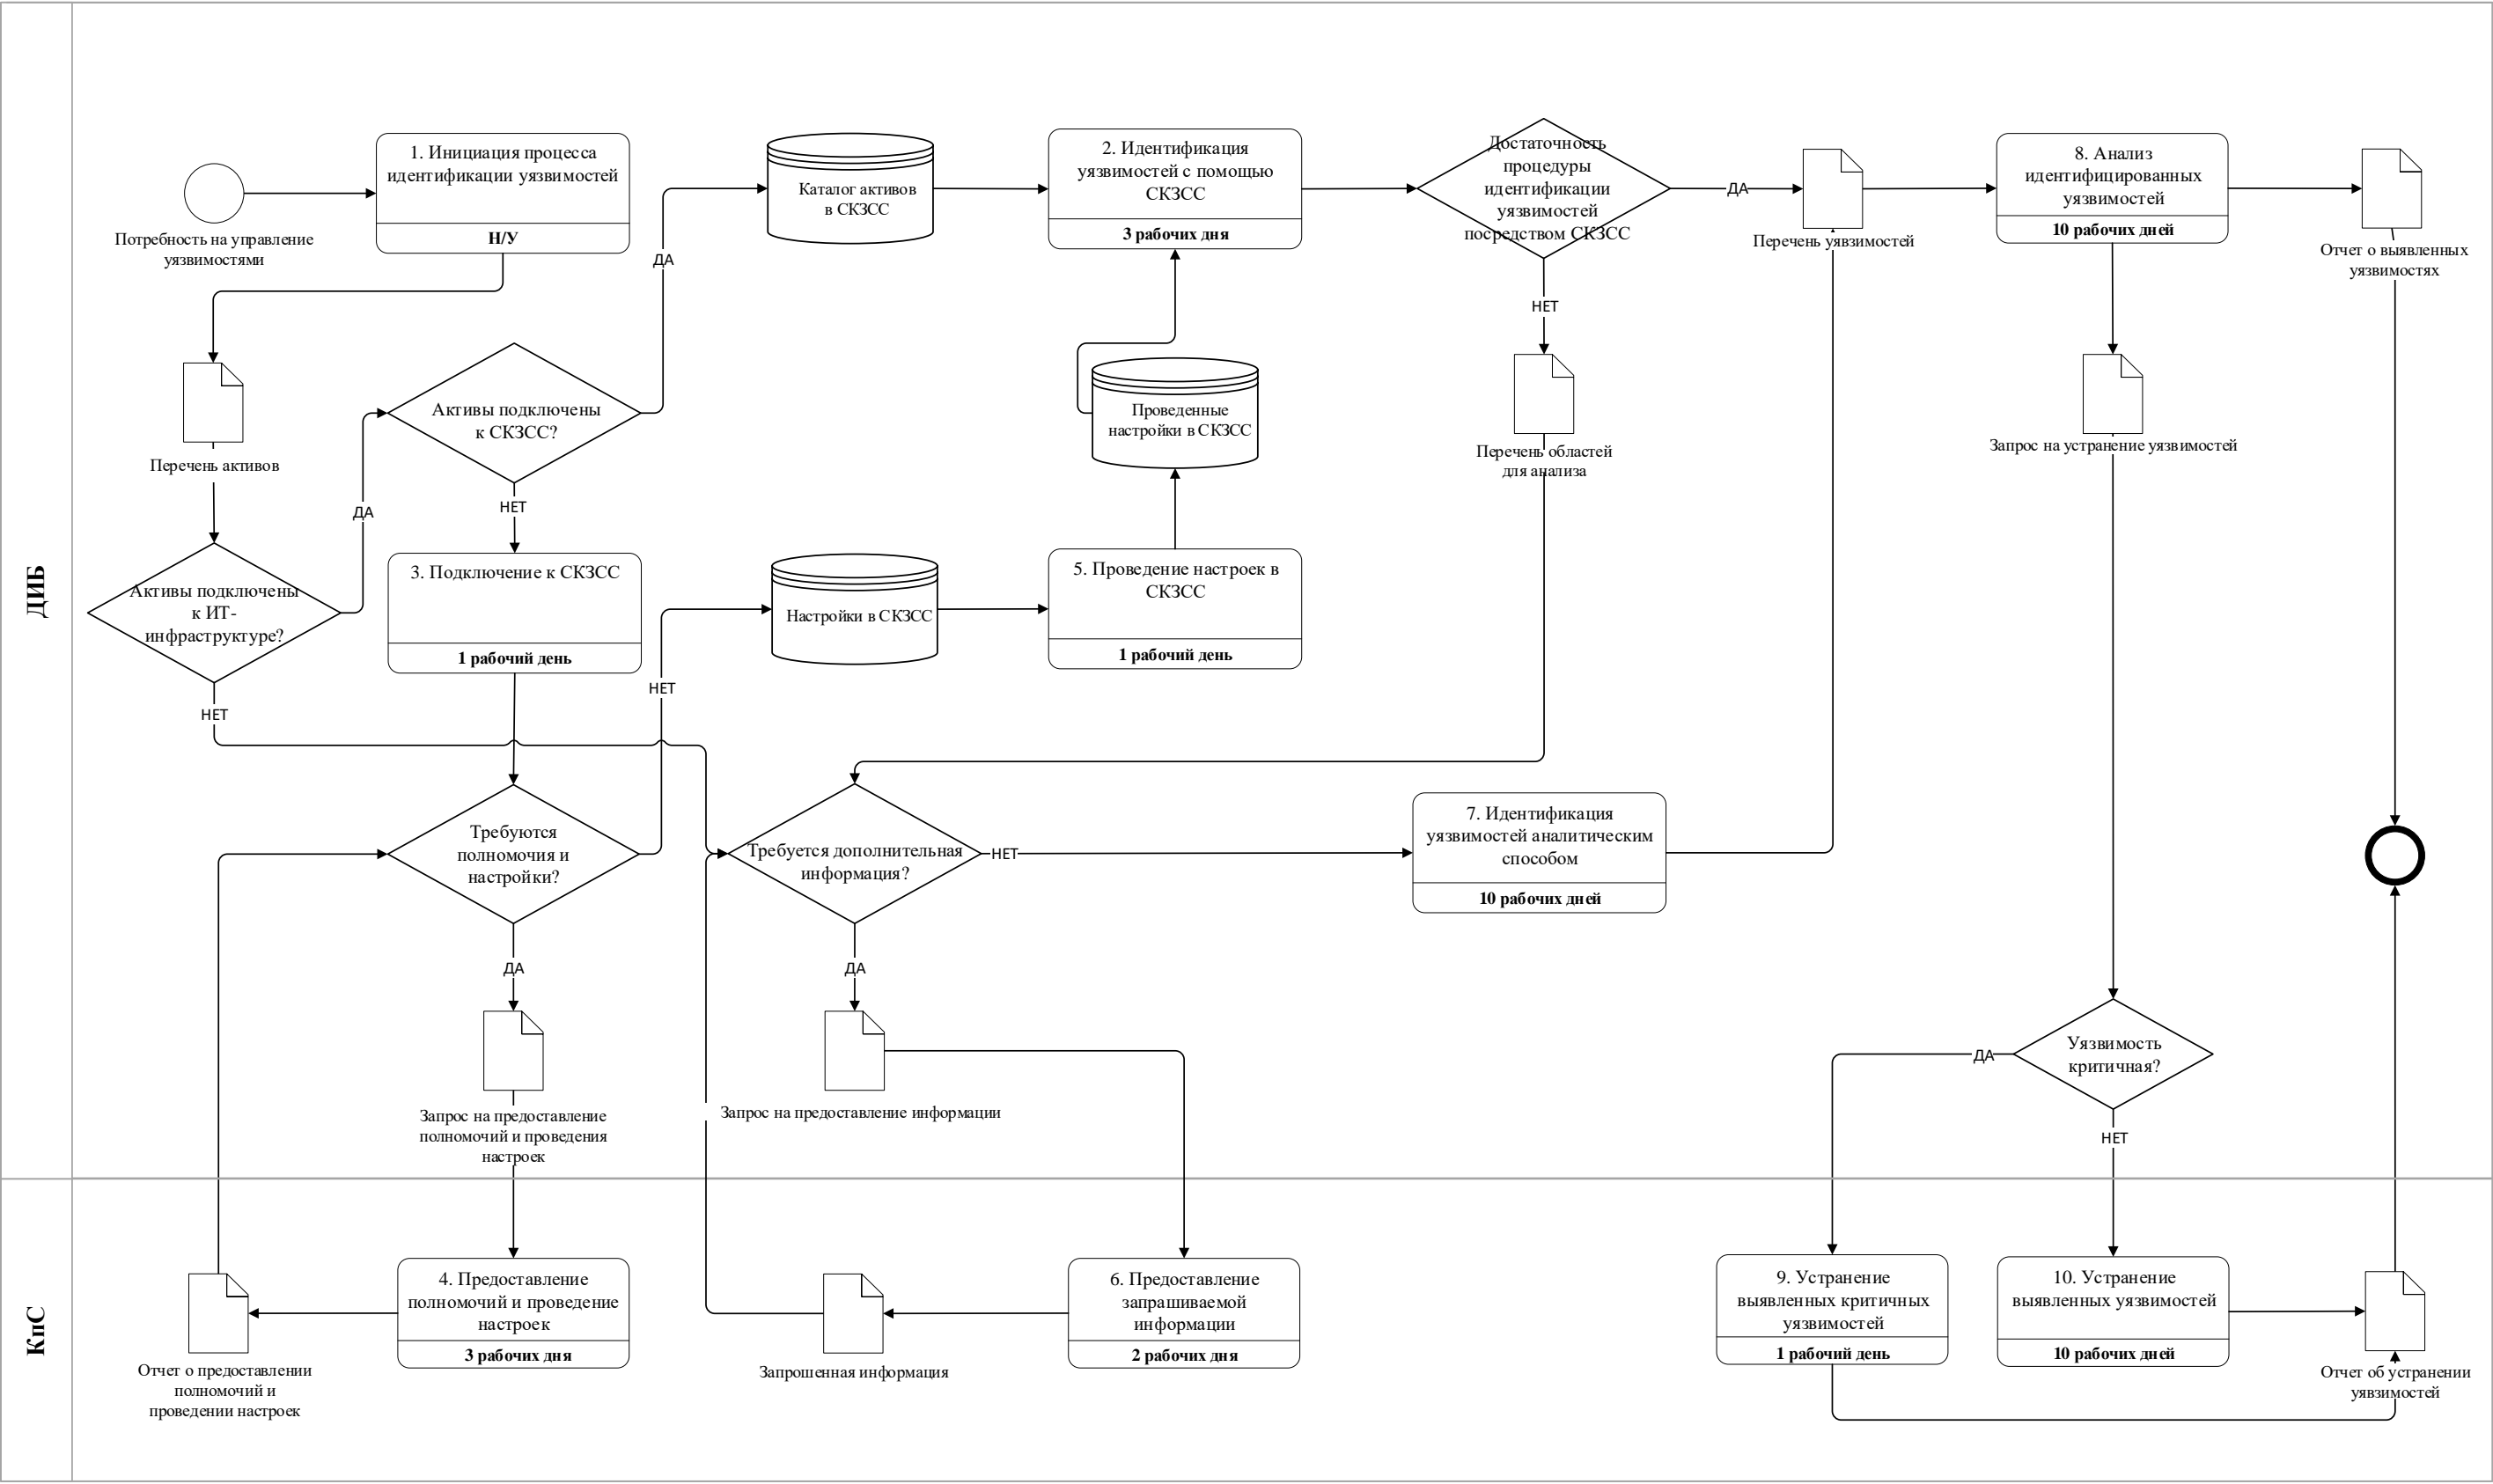 ДИБ
Потребность на управление
уязвимостями
1. Инициация процесса
идентификации уязвимостей
Н/У
Перечень активов
Активы подключены
к ИТ-
инфраструктуре?
ДА
НЕТ
Активы подключены
к СКЗСС?
ДА
НЕТ
Каталог активов
в СКЗСС
2. Идентификация
уязвимостей с помощью
СКЗСС
3 рабочих дня
Достаточность
процедуры
идентификации
уязвимостей
посредством СКЗСС
ДА
НЕТ
Перечень уявзимостей
8. Анализ
идентифицированных
уязвимостей
10 рабочих дней
Отчет о выявленных
уязвимостях
Проведенные
настройки в СКЗСС
Перечень областей
для анализа
Запрос на устранение уязвимостей
3. Подключение к СКЗСС
1 рабочий день
Настройки в СКЗСС
5. Проведение настроек в
СКЗСС
1 рабочий день
НЕТ
Требуются
полномочия и
настройки?
ДА
Требуется дополнительная
информация?
НЕТ
ДА
7. Идентификация
уязвимостей аналитическим
способом
10 рабочих дней
Запрос на предоставление
полномочий и проведения
настроек
Запрос на предоставление информации
Уязвимость
критичная?
ДА
НЕТ
КпС
Отчет о предоставлении
полномочий и
проведении настроек
4. Предоставление
полномочий и проведение
настроек
3 рабочих дня
Запрошенная информация
6. Предоставление
запрашиваемой
информации
2 рабочих дня
9. Устранение
выявленных критичных
уязвимостей
1 рабочий день
10. Устранение
выявленных уязвимостей
10 рабочих дней
Отчет об устранении
уявзимостей